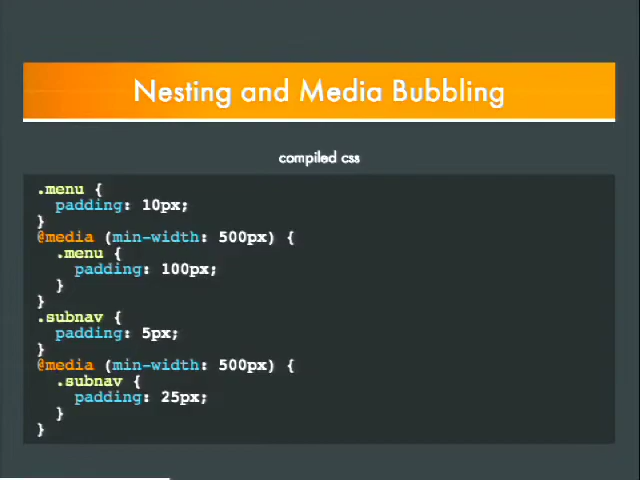 Nesting and Media Bubbling
compiled css
.menu {
  padding: 10px;
}
@media (min-width: 500px) {
  .menu {
    padding: 100px;
  }
}
.subnav {
  padding: 5px;
}
@media (min-width: 500px) {
  .subnav {
    padding: 25px;
  }
}